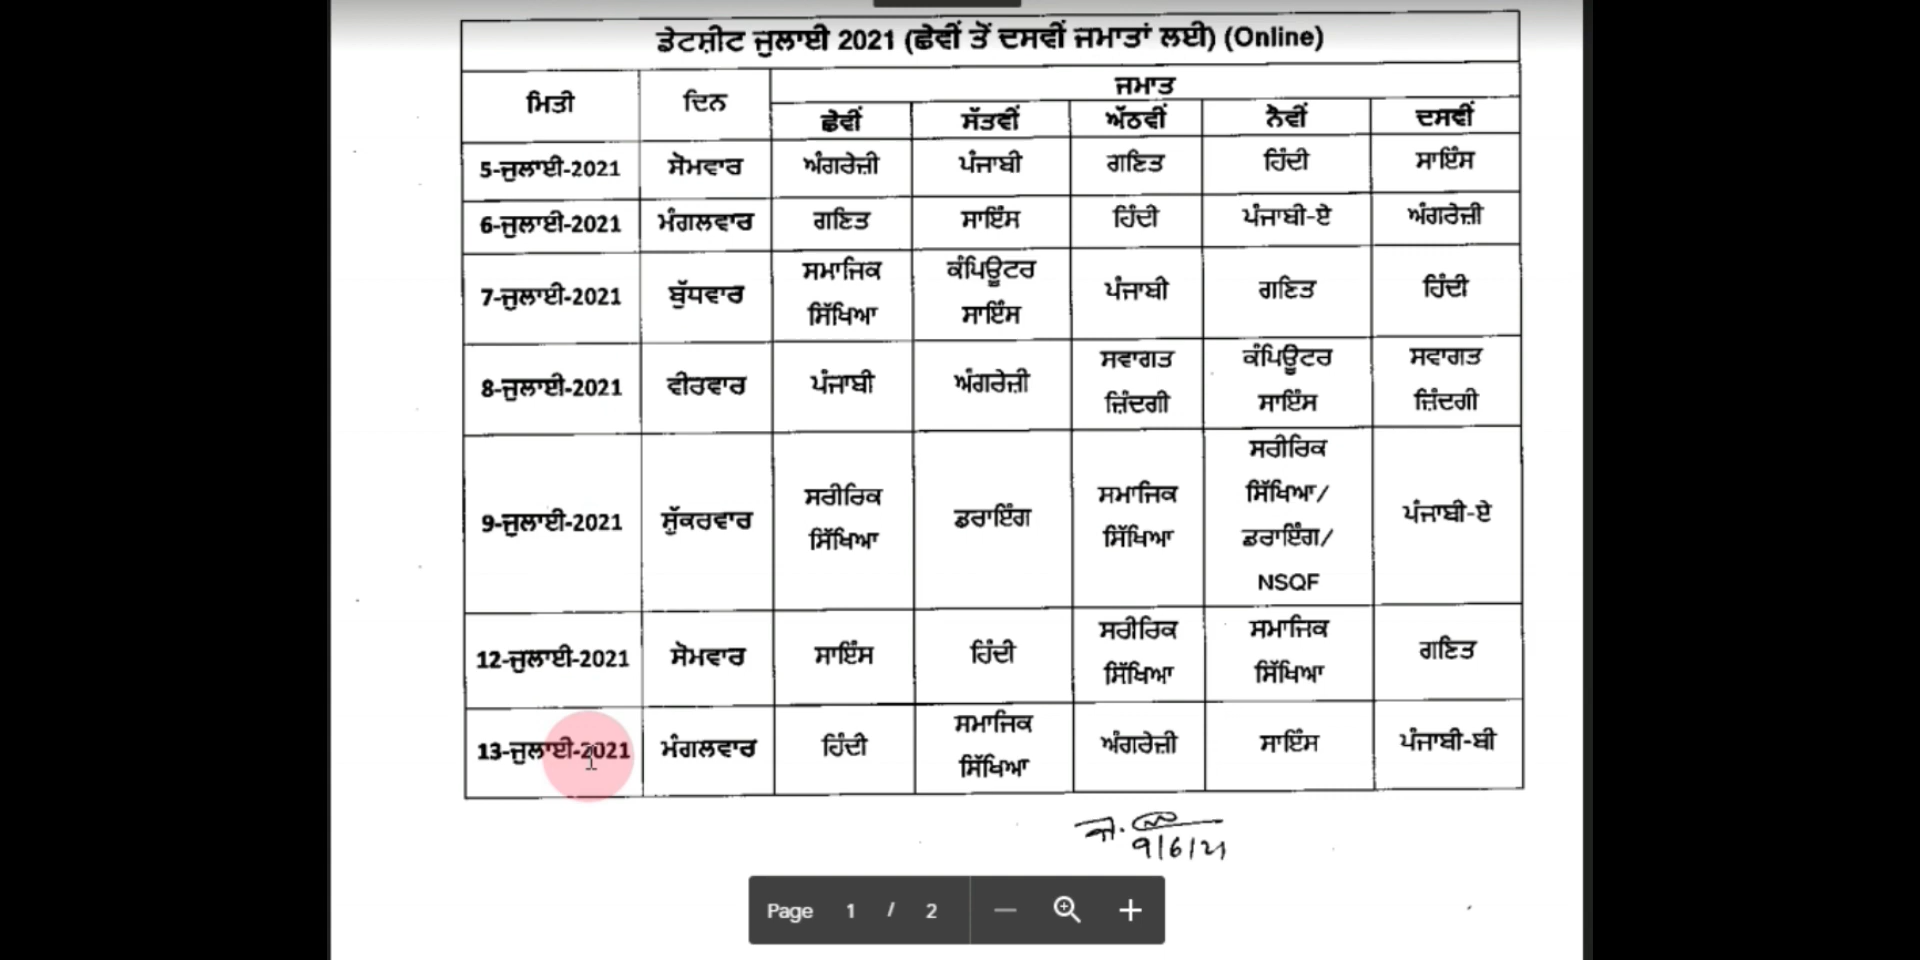 ਡੇਟਸ਼ੀਟ ਜੁਲਾਈ 2021 (ਛੇਵੀਂ ਤੋਂ ਦਸਵੀਂ ਜਮਾਤਾਂ ਲਈ) (Online)
ਮਿਤੀ ਦਿਨ ਜਮਾਤ
ਛੇਵੀਂ ਸੱਤਵੀਂ ਅੱਠਵੀਂ ਨੌਵੀਂ ਦਸਵੀਂ
5-ਜੁਲਾਈ-2021 ਸੋਮਵਾਰ ਅੰਗਰੇਜ਼ੀ ਪੰਜਾਬੀ ਗਣਿਤ ਹਿੰਦੀ ਸਾਇੰਸ
6-ਜੁਲਾਈ-2021 ਮੰਗਲਵਾਰ ਗਣਿਤ ਸਾਇੰਸ ਹਿੰਦੀ ਪੰਜਾਬੀ-ਏ ਅੰਗਰੇਜ਼ੀ
7-ਜੁਲਾਈ-2021 ਬੁੱਧਵਾਰ ਸਮਾਜਿਕ ਸਿੱਖਿਆ ਕੰਪਿਊਟਰ ਸਾਇੰਸ ਪੰਜਾਬੀ ਗਣਿਤ ਹਿੰਦੀ
8-ਜੁਲਾਈ-2021 ਵੀਰਵਾਰ ਪੰਜਾਬੀ ਅੰਗਰੇਜ਼ੀ ਸਵਾਗਤ ਜ਼ਿੰਦਗੀ ਕੰਪਿਊਟਰ ਸਾਇੰਸ ਸਵਾਗਤ ਜ਼ਿੰਦਗੀ
9-ਜੁਲਾਈ-2021 ਸ਼ੁੱਕਰਵਾਰ ਸਰੀਰਿਕ ਸਿੱਖਿਆ ਡਰਾਇੰਗ ਸਮਾਜਿਕ ਸਿੱਖਿਆ ਸਰੀਰਿਕ ਸਿੱਖਿਆ/ ਡਰਾਇੰਗ/ NSQF ਪੰਜਾਬੀ-ਏ
12-ਜੁਲਾਈ-2021 ਸੋਮਵਾਰ ਸਾਇੰਸ ਹਿੰਦੀ ਸਰੀਰਿਕ ਸਿੱਖਿਆ ਸਮਾਜਿਕ ਸਿੱਖਿਆ ਗਣਿਤ
13-ਜੁਲਾਈ-2021 ਮੰਗਲਵਾਰ ਹਿੰਦੀ ਸਮਾਜਿਕ ਸਿੱਖਿਆ ਅੰਗਰੇਜ਼ੀ ਸਾਇੰਸ ਪੰਜਾਬੀ-ਬੀ
9/6/21
Page 1 / 2